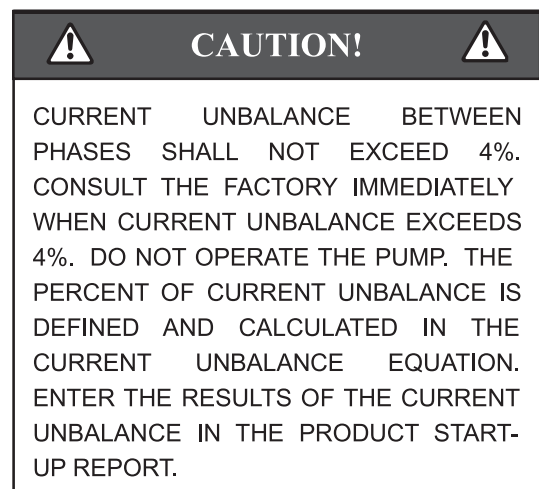 CAUTION!
CURRENT UNBALANCE BETWEEN
PHASES SHALL NOT EXCEED 4%.
CONSULT THE FACTORY IMMEDIATELY
WHEN CURRENT UNBALANCE EXCEEDS
4%. DO NOT OPERATE THE PUMP. THE
PERCENT OF CURRENT UNBALANCE IS
DEFINED AND CALCULATED IN THE
CURRENT UNBALANCE EQUATION.
ENTER THE RESULTS OF THE CURRENT
UNBALANCE IN THE PRODUCT START-
UP REPORT.